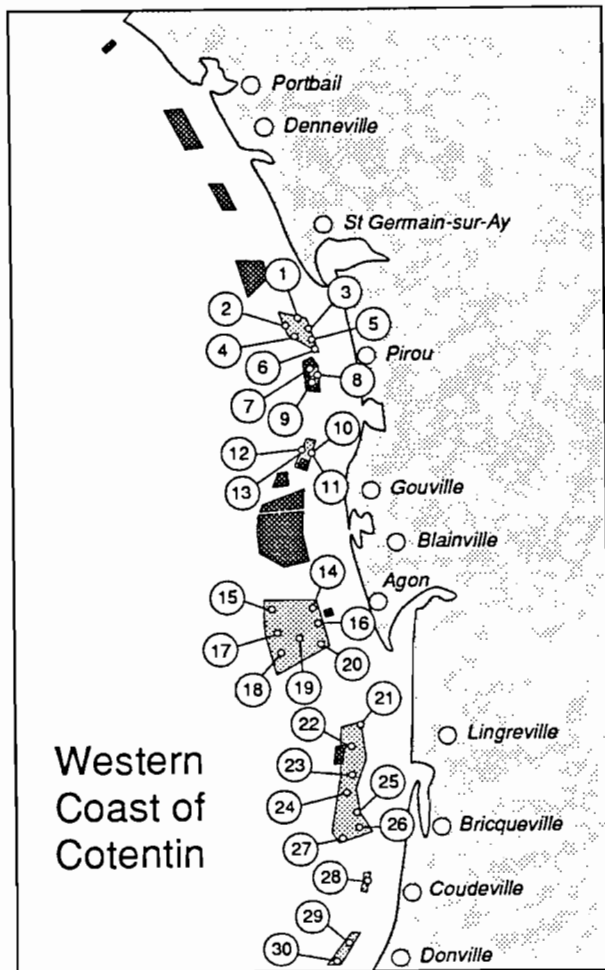 Portbail
Denneville
St Germain-sur-Ay
1
2
3
4
5
6
Pirou
7
8
9
10
12
13
11
Gouville
Blainville
Agon
14
15
16
17
18
19
20
21
22
Lingreville
23
24
25
26
27
Bricqueville
Western
Coast of
Cotentin
28
Coudeville
29
30
Donville